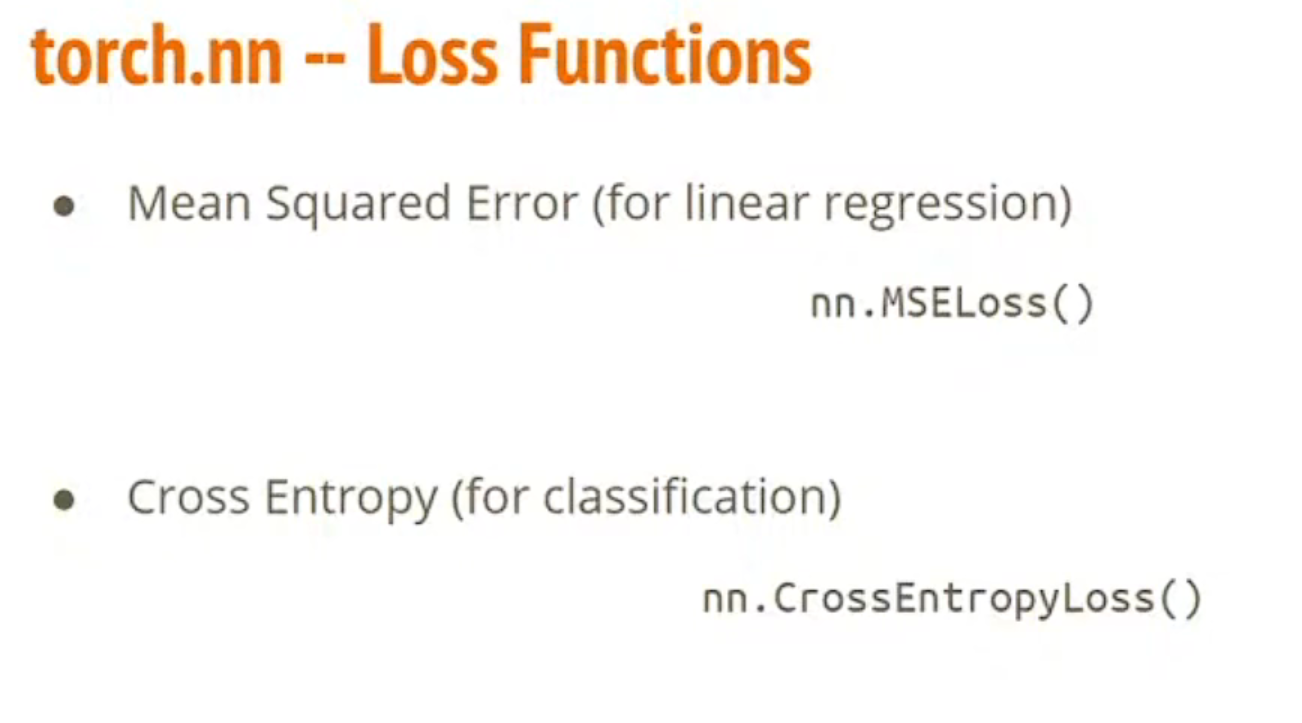 torch.nn -- Loss Functions
● Mean Squared Error (for linear regression)
nn.MSELoss()
● Cross Entropy (for classification)
nn.CrossEntropyLoss()